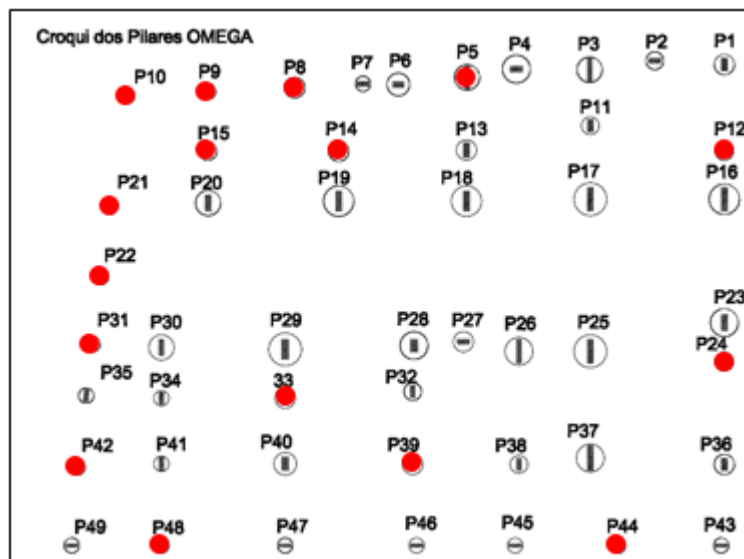 Croqui dos Pilares OMEGA
P10 P9 P8 P7 P6 P5 P4 P3 P2 P1
P15 P14 P13 P11 P12
P21 P20 P19 P18 P17 P16
P22
P31 P30 P29 P28 P27 P26 P25 P23
P24
P35 P34 33 P32
P42 P41 P40 P39 P38 P37 P36
P49 P48 P47 P46 P45 P44 P43